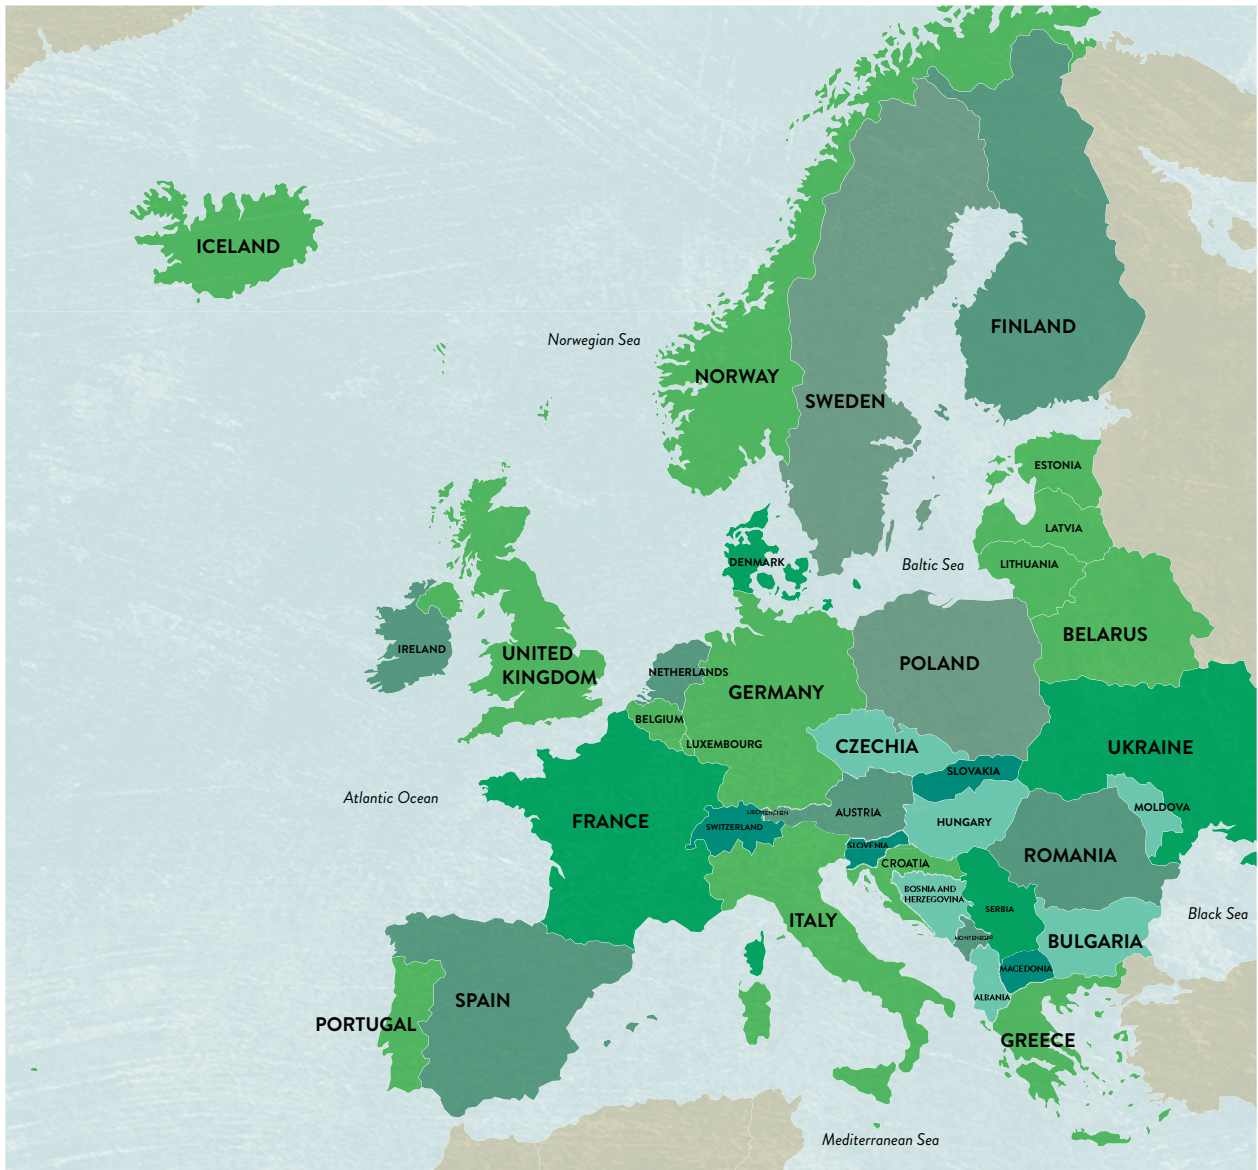 ICELAND
Norwegian Sea
FINLAND
NORWAY
SWEDEN
ESTONIA
LATVIA
DENMARK
Baltic Sea
LITHUANIA
BELARUS
IRELAND
UNITED
KINGDOM
NETHERLANDS
POLAND
GERMANY
BELGIUM
LUXEMBOURG
CZECHIA
UKRAINE
SLOVAKIA
Atlantic Ocean
FRANCE
SWITZERLAND
LIECHTENSTEIN
AUSTRIA
HUNGARY
MOLDOVA
SLOVENIA
ROMANIA
CROATIA
BOSNIA AND
HERZEGOVINA
SERBIA
ITALY
Black Sea
MONTENEGRO
BULGARIA
MACEDONIA
ALBANIA
SPAIN
PORTUGAL
GREECE
Mediterranean Sea